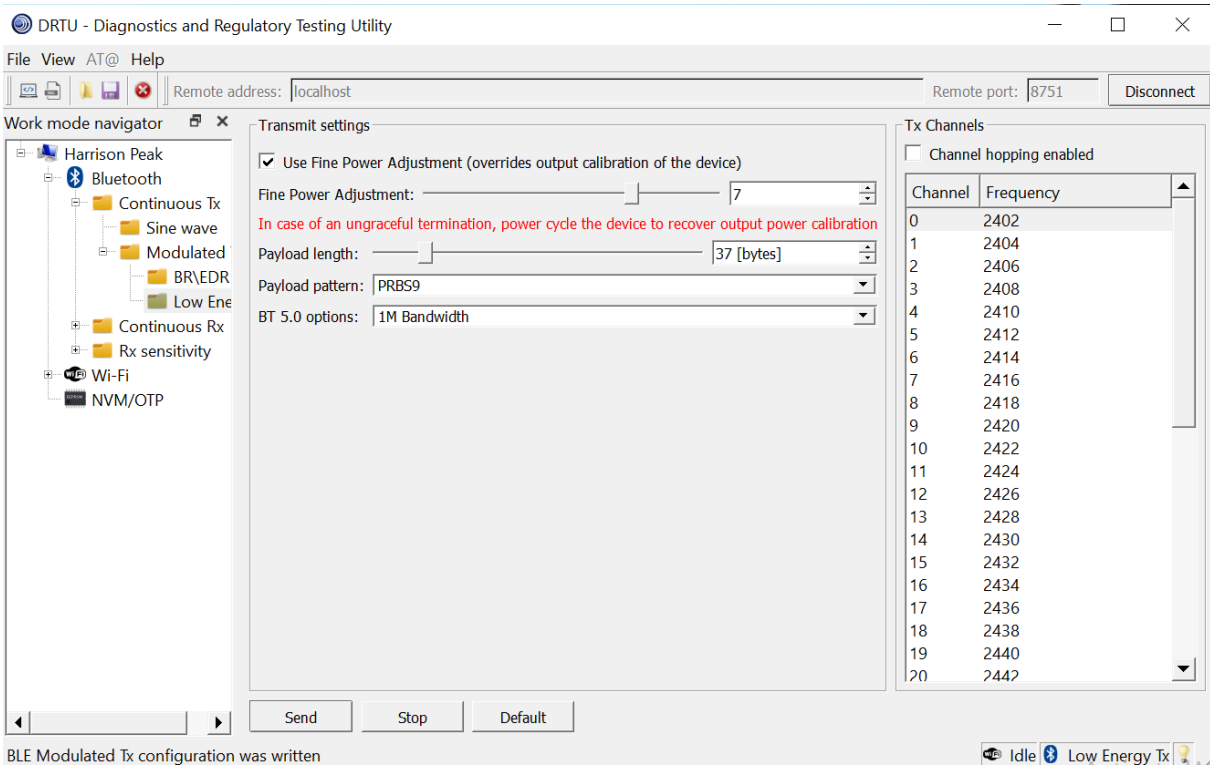 DRTU - Diagnostics and Regulatory Testing Utility
File View AT@ Help
Remote address: localhost Remote port: 8751 Disconnect
Work mode navigator
Harrison Peak
Bluetooth
Continuous Tx
Sine wave
Modulated
BR\EDR
Low Ene
Continuous Rx
Rx sensitivity
Wi-Fi
NVM/OTP
Transmit settings
Use Fine Power Adjustment (overrides output calibration of the device)
Fine Power Adjustment: 7
In case of an ungraceful termination, power cycle the device to recover output power calibration
Payload length: 37 [bytes]
Payload pattern: PRBS9
BT 5.0 options: 1M Bandwidth
Send Stop Default
Tx Channels
Channel hopping enabled
Channel Frequency
0 2402
1 2404
2 2406
3 2408
4 2410
5 2412
6 2414
7 2416
8 2418
9 2420
10 2422
11 2424
12 2426
13 2428
14 2430
15 2432
16 2434
17 2436
18 2438
19 2440
20 2442
BLE Modulated Tx configuration was written
Idle Low Energy Tx